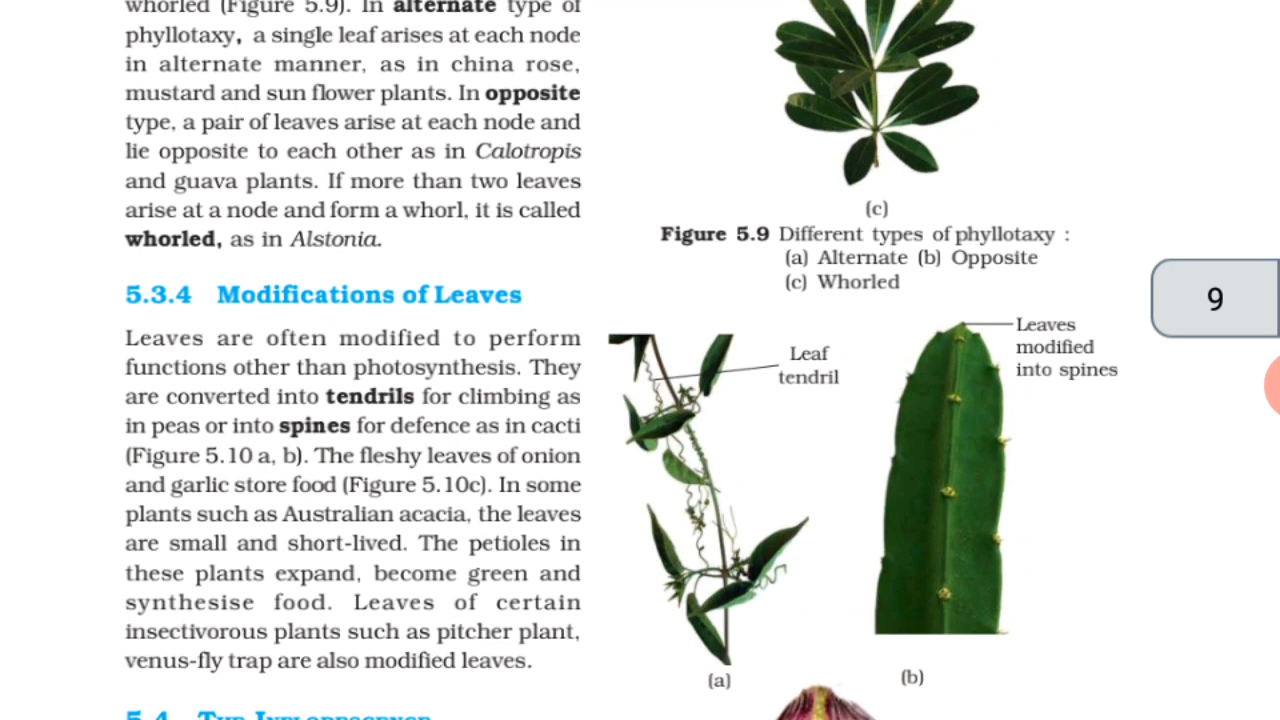 whorled (Figure 5.9). In alternate type of
phyllotaxy, a single leaf arises at each node
in alternate manner, as in china rose,
mustard and sun flower plants. In opposite
type, a pair of leaves arise at each node and
lie opposite to each other as in Calotropis
and guava plants. If more than two leaves
arise at a node and form a whorl, it is called
whorled, as in Alstonia.
5.3.4 Modifications of Leaves
Leaves are often modified to perform
functions other than photosynthesis. They
are converted into tendrils for climbing as
in peas or into spines for defence as in cacti
(Figure 5.10 a, b). The fleshy leaves of onion
and garlic store food (Figure 5.10c). In some
plants such as Australian acacia, the leaves
are small and short-lived. The petioles in
these plants expand, become green and
synthesise food. Leaves of certain
insectivorous plants such as pitcher plant,
venus-fly trap are also modified leaves.
5.4 The Inflorescence
(c)
Figure 5.9 Different types of phyllotaxy :
(a) Alternate (b) Opposite
(c) Whorled
Leaf
tendril
Leaves
modified
into spines
(a)
(b)
9